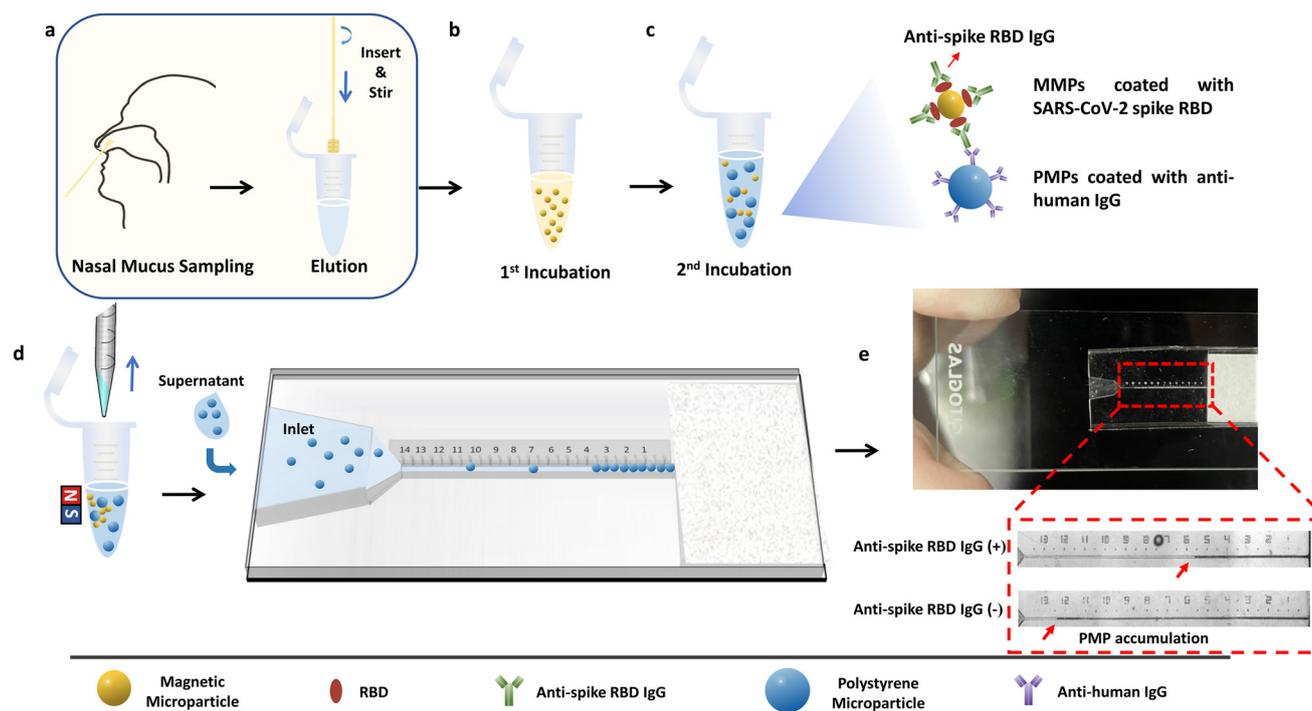 a
Insert
&
Stir
Nasal Mucus Sampling
Elution
b
1st Incubation
c
2nd Incubation
Anti-spike RBD IgG
MMPs coated with
SARS-CoV-2 spike RBD
PMPs coated with anti-
human IgG
d
Supernatant
N
S
Inlet
14 13 12 11 10 9 8 7 6 5 4 3 2 1
e
CYTOGLAS
Anti-spike RBD IgG (+)
Anti-spike RBD IgG (-)
PMP accumulation
Magnetic
Microparticle
RBD
Anti-spike RBD IgG
Polystyrene
Microparticle
Anti-human IgG